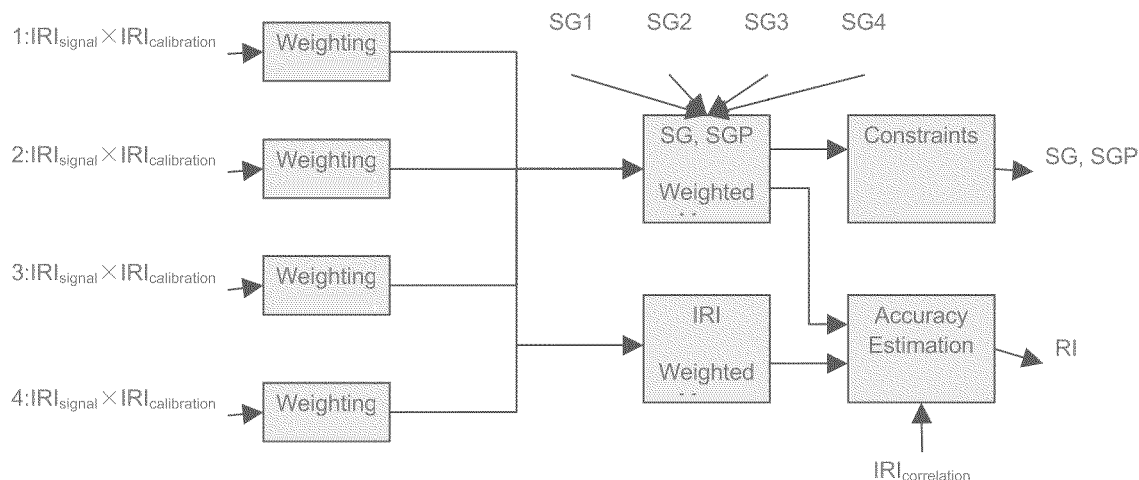 SG1 SG2 SG3 SG4
1:IRIsignal×IRIcalibration
Weighting
2:IRIsignal×IRIcalibration
Weighting
SG, SGP
Weighted
Constraints
SG, SGP
3:IRIsignal×IRIcalibration
Weighting
IRI
Weighted
Accuracy
Estimation
RI
4:IRIsignal×IRIcalibration
Weighting
IRIcorrelation